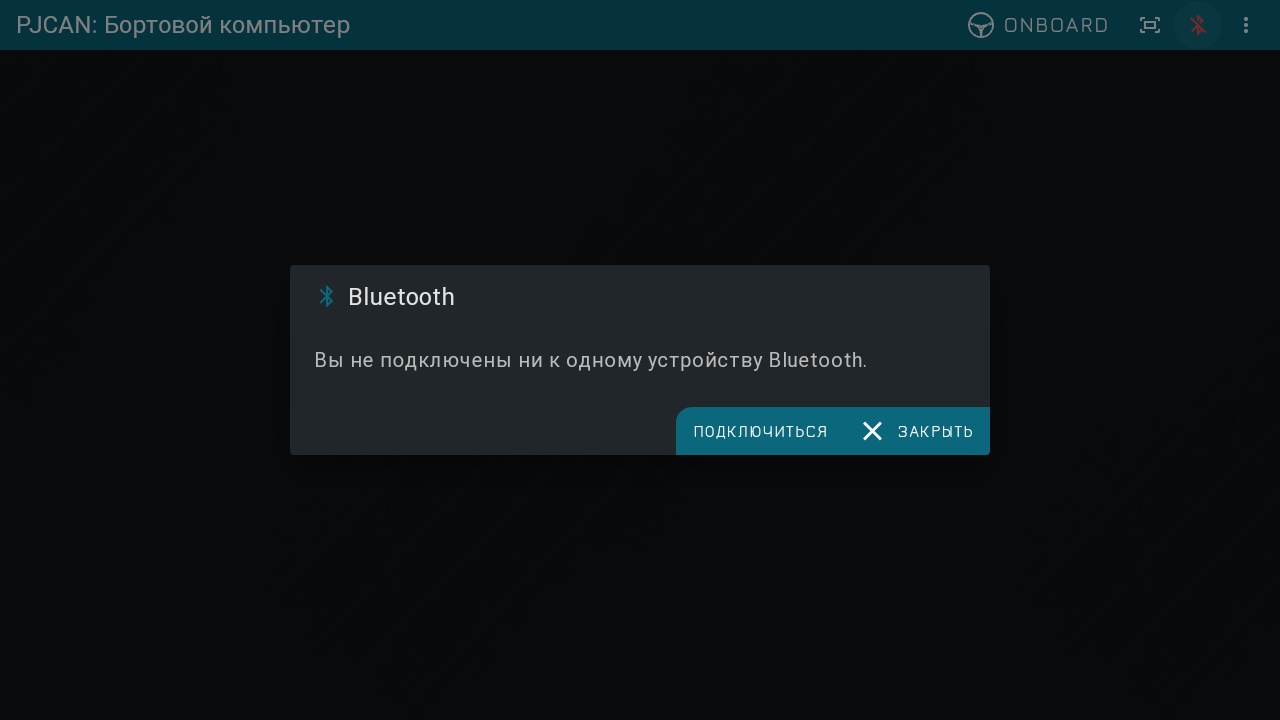 PJCAN: Бортовой компьютер
ONBOARD
Bluetooth
Вы не подключены ни к одному устройству Bluetooth.
ПОДКЛЮЧИТЬСЯ
ЗАКРЫТЬ